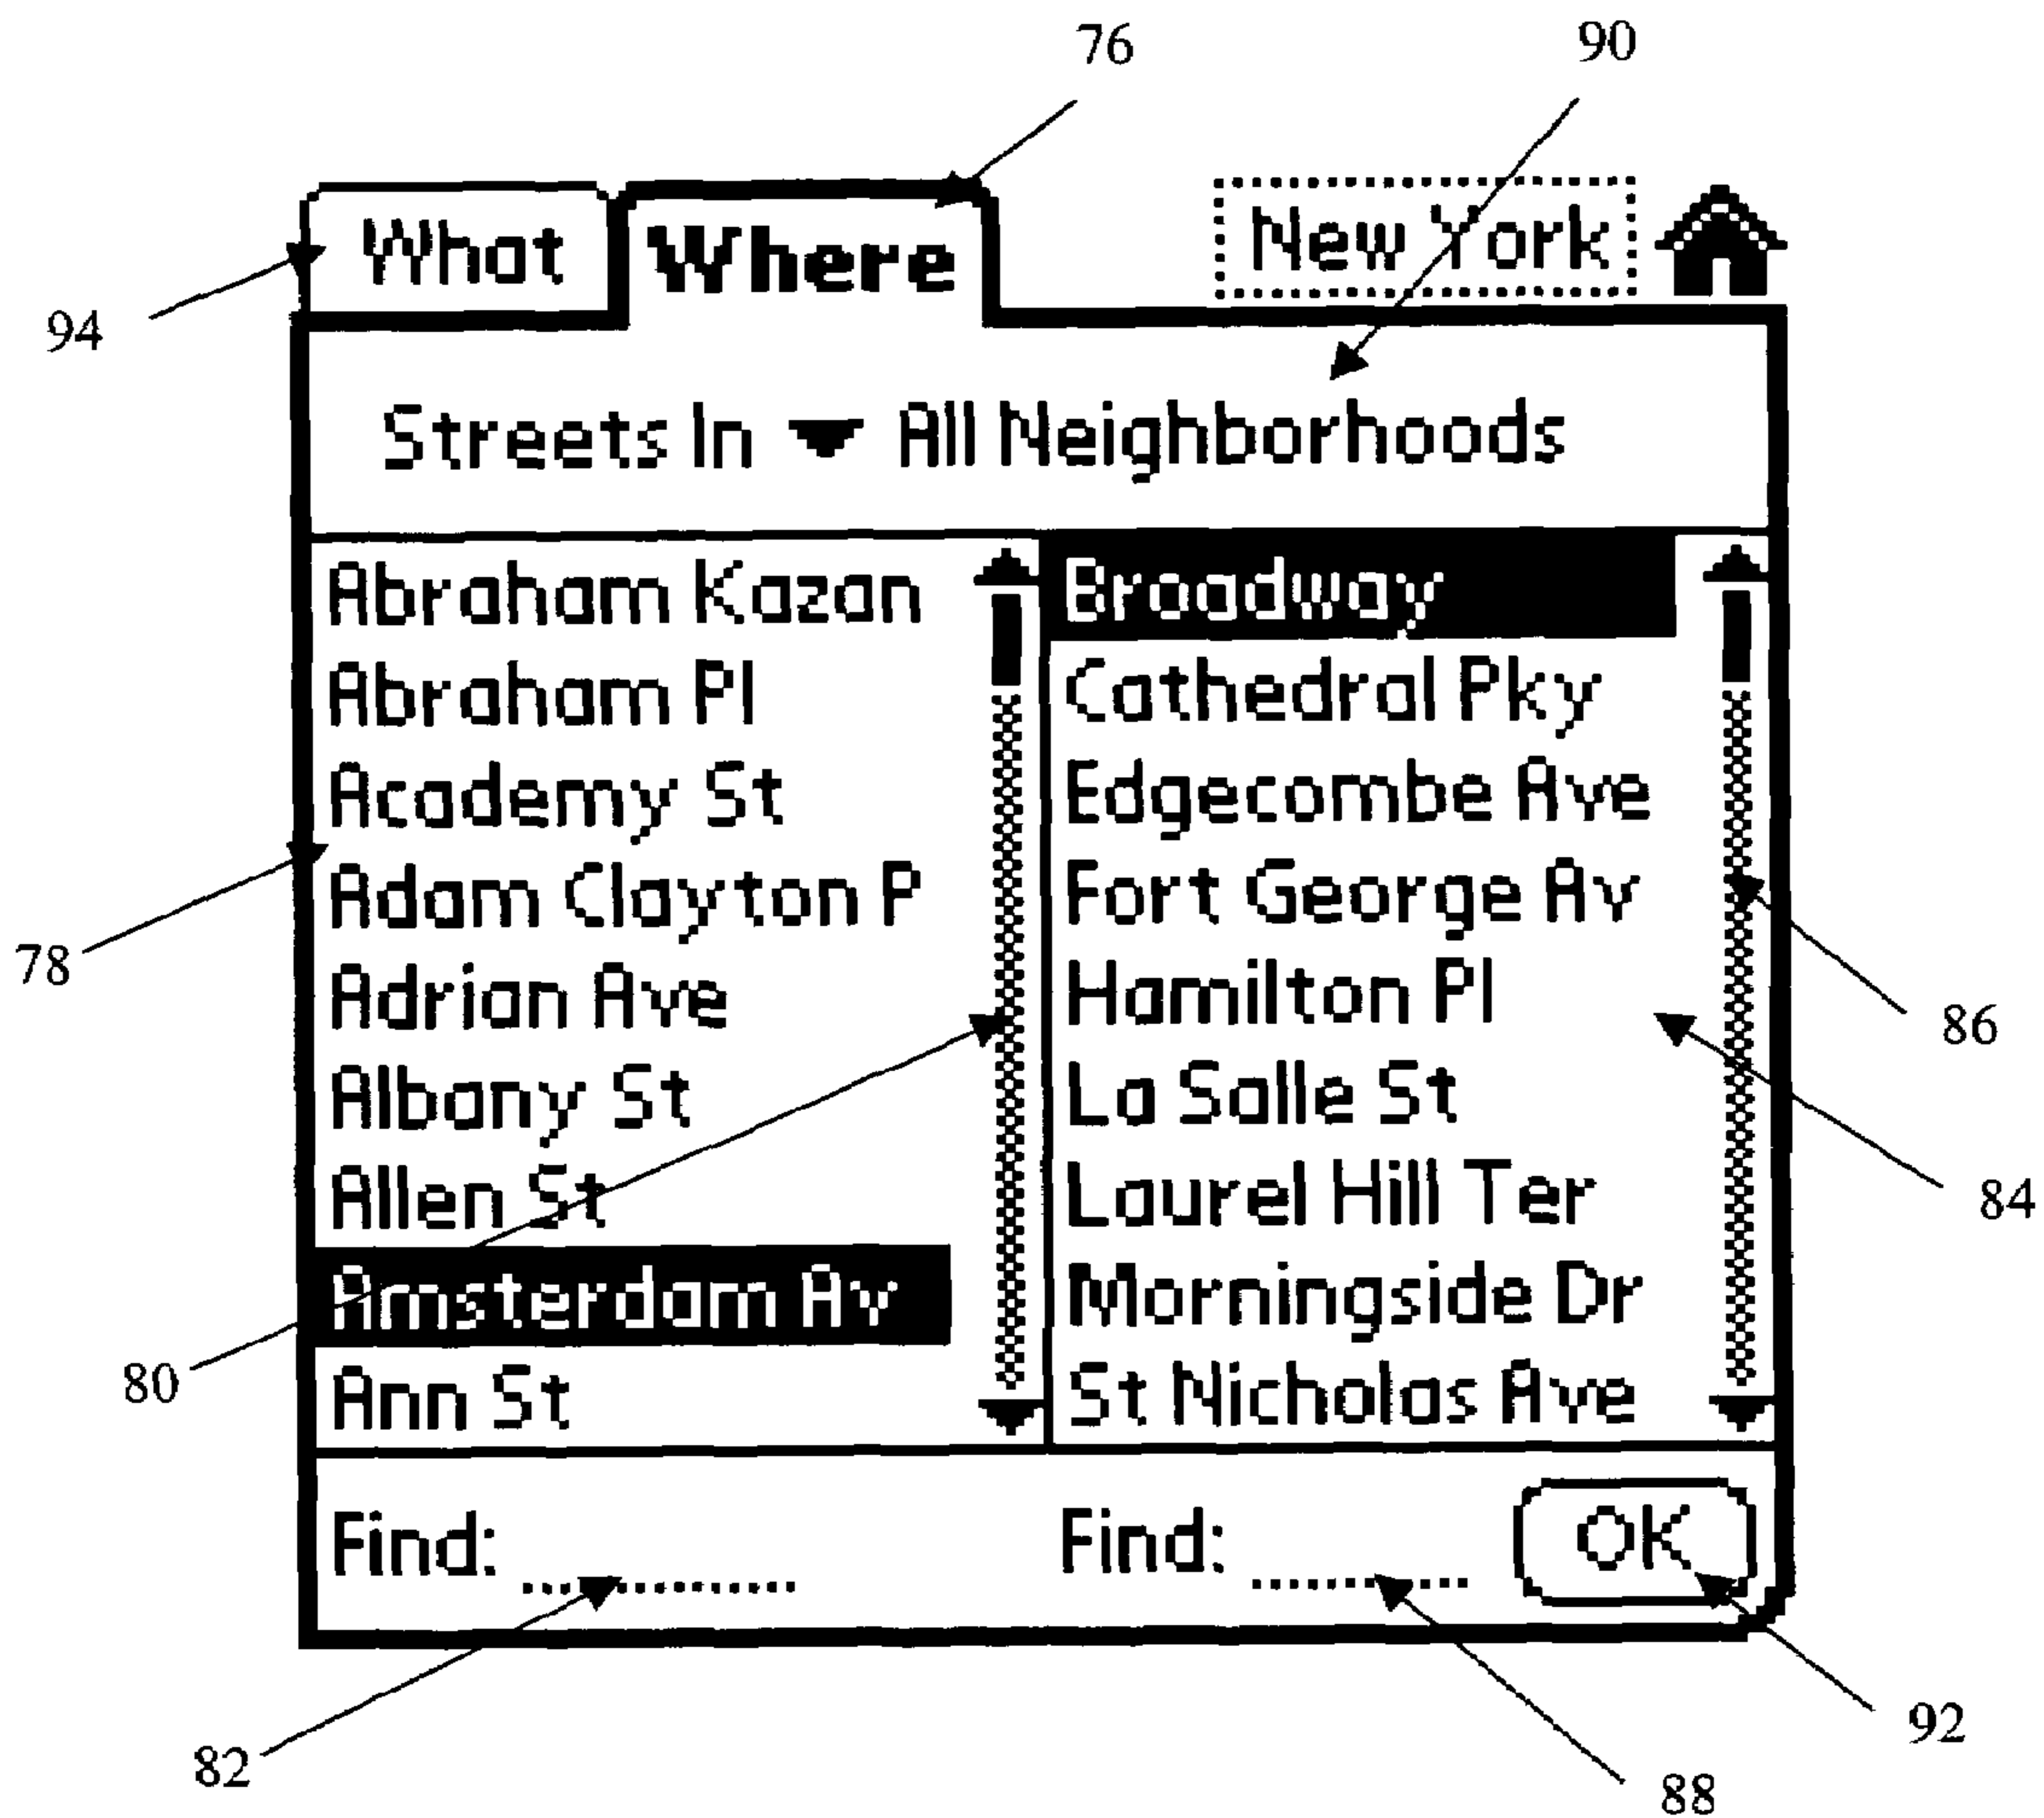 76
90
What
Where
New York
94
Streets In All Neighborhoods
Abraham Kazan
Abraham Pl
Academy St
Adam Clayton P
Adrian Ave
Albany St
Allen St
Amsterdam Av
Ann St
Broadway
Cathedral Pky
Edgecombe Ave
Fort George Av
Hamilton Pl
La Salle St
Laurel Hill Ter
Morningside Dr
St Nicholas Ave
78
86
84
80
Find:
Find:
OK
82
88
92